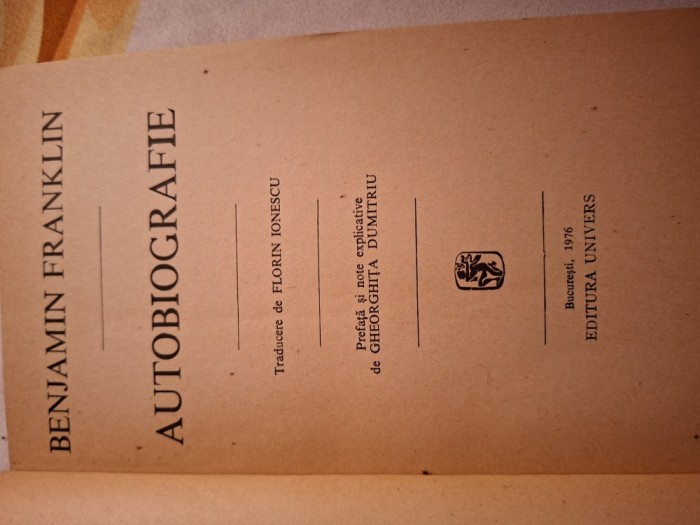 BENJAMIN FRANKLIN
AUTOBIOGRAFIE
Traducere de FLORIN IONESCU
Prefață și note explicative
de GHEORGHIȚA DUMITRIU
București, 1976
EDITURA UNIVERS